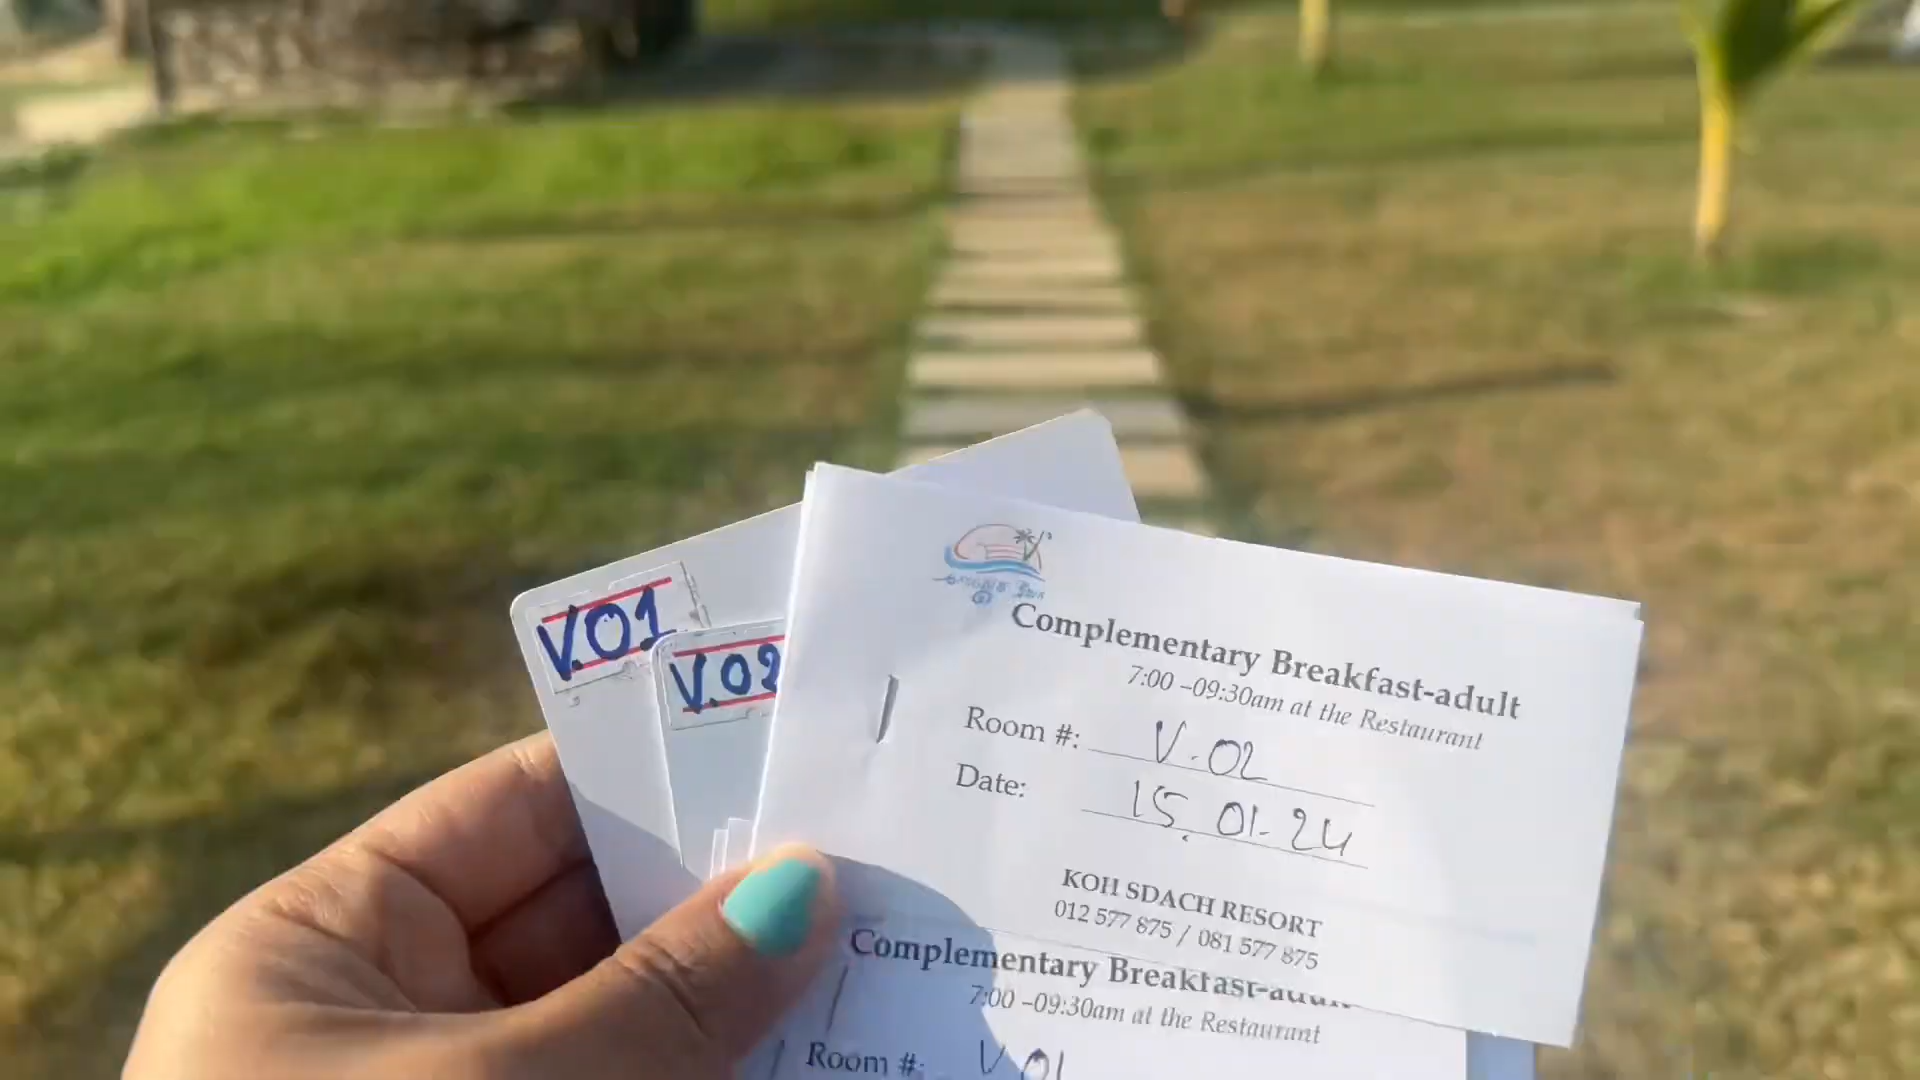 V.01
V.02
Complementary Breakfast-adult
7:00 –09:30am at the Restaurant
Room #: V.02
Date: 15.01-24
KOH SDACH RESORT
012 577 875 / 081 577 875
Complementary Breakfast-adult
7:00 –09:30am at the Restaurant
Room #: V 01